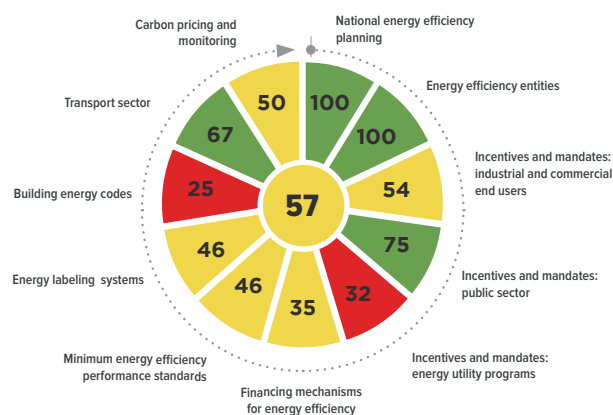 National energy efficiency
planning
100
Energy efficiency entities
100
Incentives and mandates:
industrial and commercial
end users
54
Incentives and mandates:
public sector
75
Incentives and mandates:
energy utility programs
32
Financing mechanisms
for energy efficiency
35
Minimum energy efficiency
performance standards
46
Energy labeling systems
46
Building energy codes
25
Transport sector
67
Carbon pricing and
monitoring
50
57